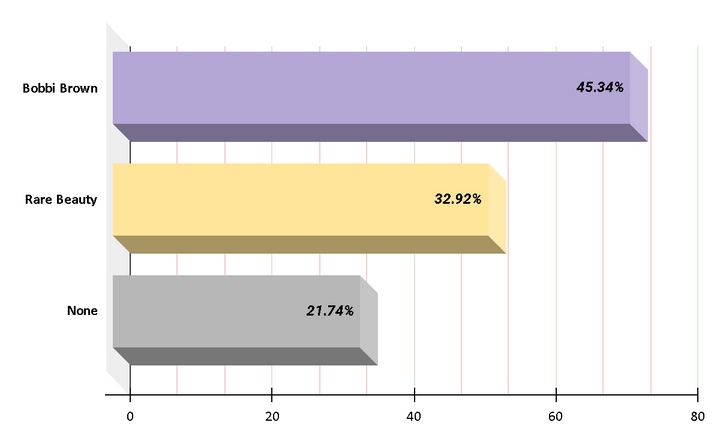 Bobbi Brown
45.34%
Rare Beauty
32.92%
None
21.74%
0 20 40 60 80